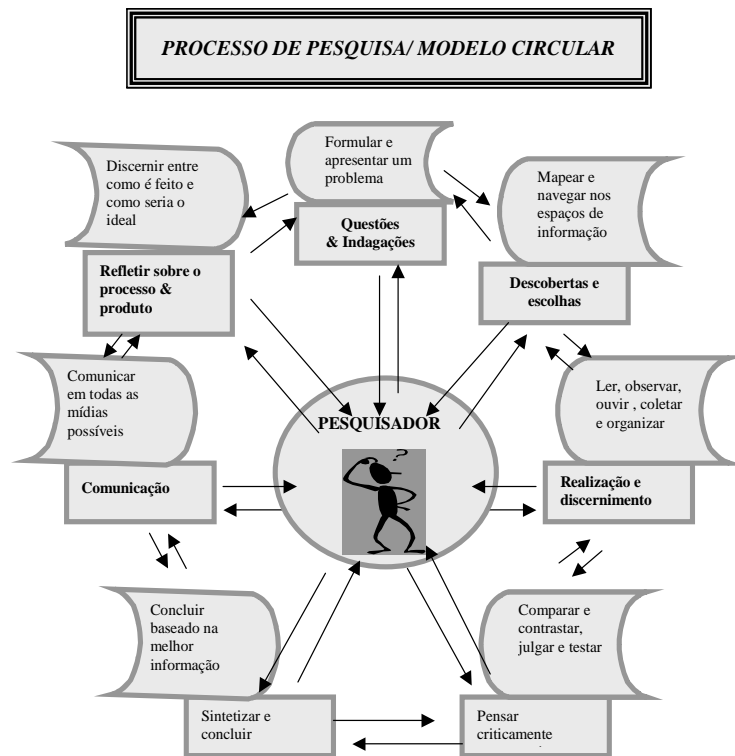 PROCESSO DE PESQUISA/ MODELO CIRCULAR
Formular e
apresentar um
problema
Questões
& Indagações
Mapear e
navegar nos
espaços de
informação
Descobertas e
escolhas
Ler, observar,
ouvir , coletar
e organizar
Realização e
discernimento
Comparar e
contrastar,
julgar e testar
Pensar
criticamente
Concluir
baseado na
melhor
informação
Sintetizar e
concluir
Comunicar
em todas as
mídias
possíveis
Comunicação
Discernir entre
como é feito e
como seria o
ideal
Refletir sobre o
processo &
produto
PESQUISADOR
?